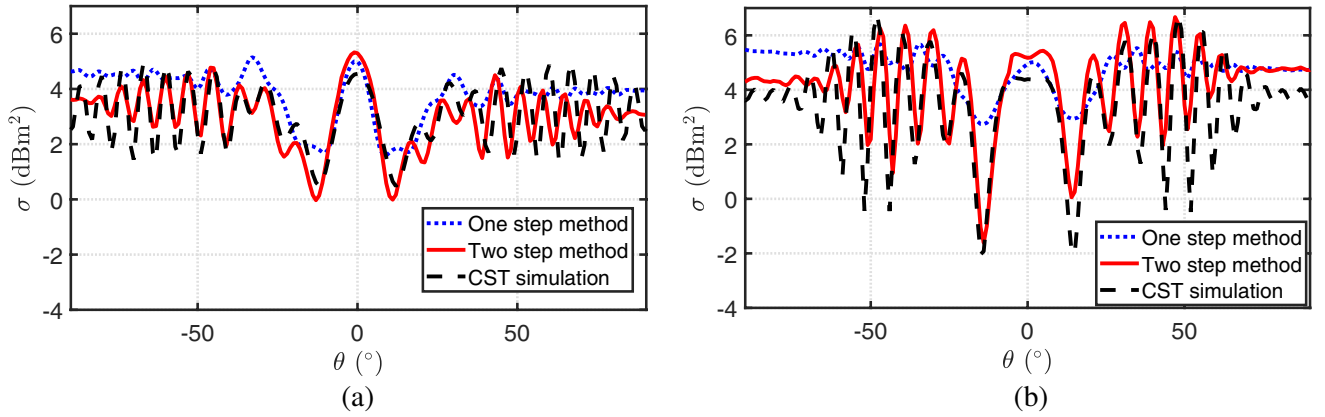 6
4
2
0
-2
-4
σ (dBm²)
-50
0
50
θ (°)
One step method
Two step method
CST simulation
(a)
6
4
2
0
-2
-4
σ (dBm²)
-50
0
50
θ (°)
One step method
Two step method
CST simulation
(b)